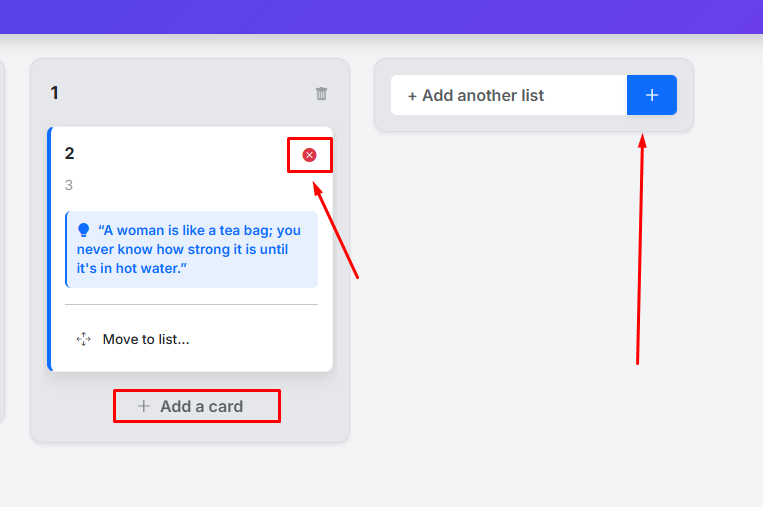 1
+ Add another list
2
3
“A woman is like a tea bag; you
never know how strong it is until
it's in hot water.”
Move to list...
+ Add a card